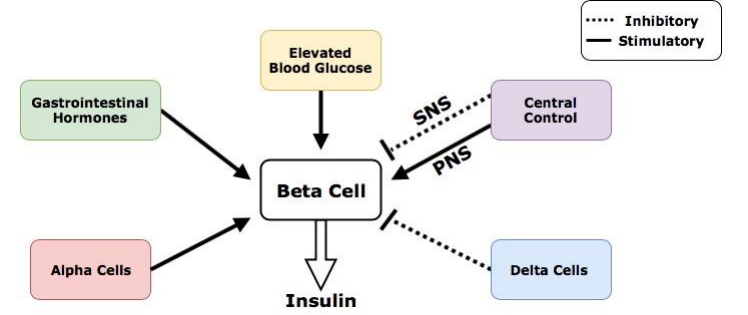 Inhibitory
Stimulatory
Elevated
Blood Glucose
Gastrointestinal
Hormones
Central
Control
SNS
PNS
Beta Cell
Alpha Cells
Delta Cells
Insulin